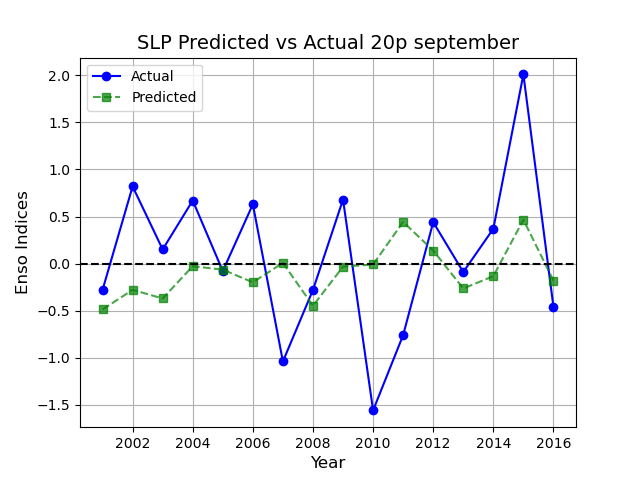 SLP Predicted vs Actual 20p september
Actual
Predicted
2.0
1.5
1.0
0.5
0.0
−0.5
−1.0
−1.5
Enso Indices
2002 2004 2006 2008 2010 2012 2014 2016
Year